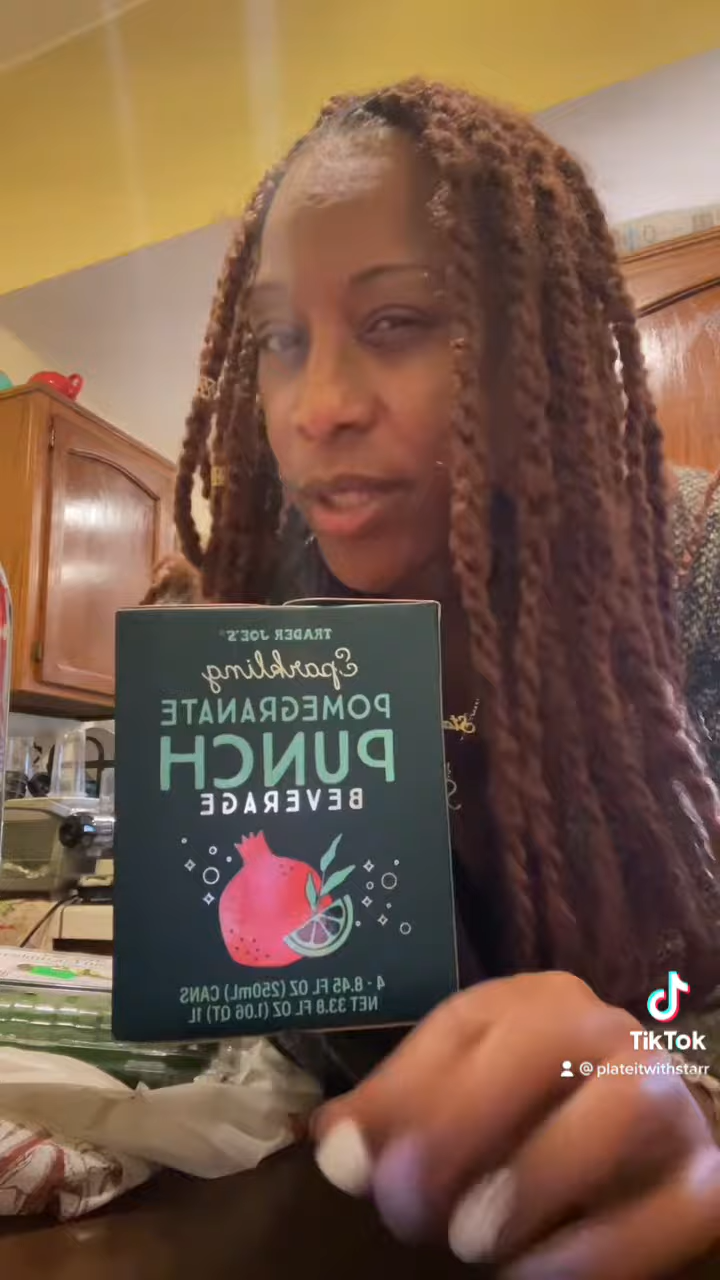 TRADER JOE'S®
Sparkling
POMEGRANATE
PUNCH
BEVERAGE
4 - 8.45 FL OZ (250mL) CANS
NET 33.8 FL OZ (1.06 QT) 1L
TikTok
@plateitwithstarr